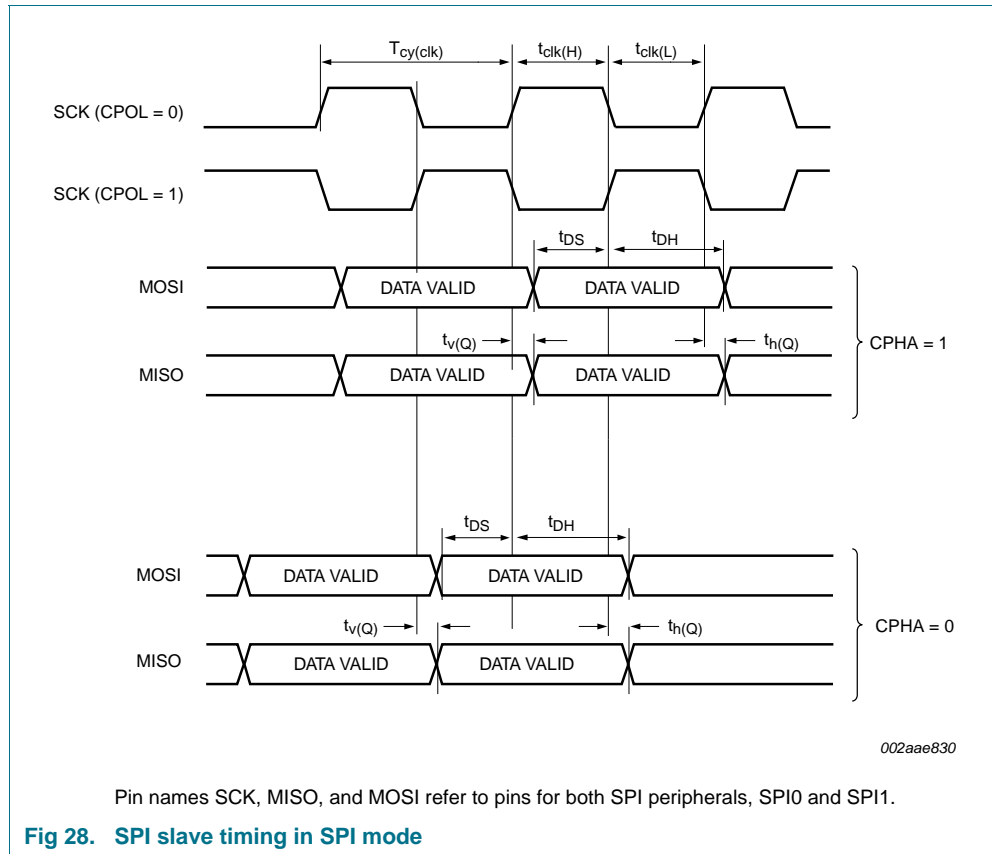 Tcy(clk) tclk(H) tclk(L)
SCK (CPOL = 0)
SCK (CPOL = 1)
tDS tDH
MOSI DATA VALID DATA VALID
tv(Q) th(Q)
CPHA = 1
MISO DATA VALID DATA VALID
tDS tDH
MOSI DATA VALID DATA VALID
tv(Q) th(Q)
CPHA = 0
MISO DATA VALID DATA VALID
002aae830
Pin names SCK, MISO, and MOSI refer to pins for both SPI peripherals, SPI0 and SPI1.
Fig 28. SPI slave timing in SPI mode